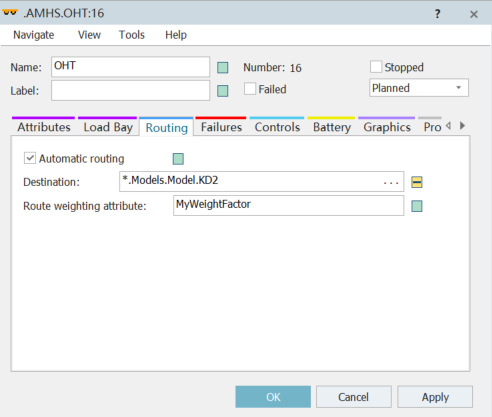 .AMHS.OHT:16 ? ×
Navigate View Tools Help
Name: OHT Number: 16 Stopped
Label: Failed Planned
Attributes Load Bay Routing Failures Controls Battery Graphics Pro
Automatic routing
Destination: *.Models.Model.KD2 ...
Route weighting attribute: MyWeightFactor
OK Cancel Apply